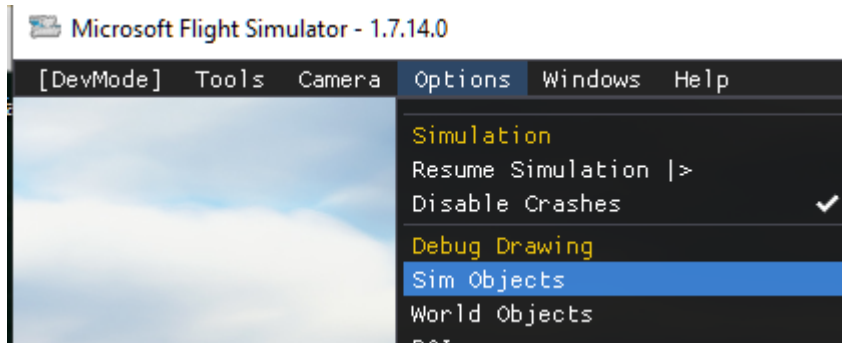 Microsoft Flight Simulator - 1.7.14.0
[DevMode] Tools Camera Options Windows Help
Simulation
Resume Simulation |>
Disable Crashes
Debug Drawing
Sim Objects
World Objects